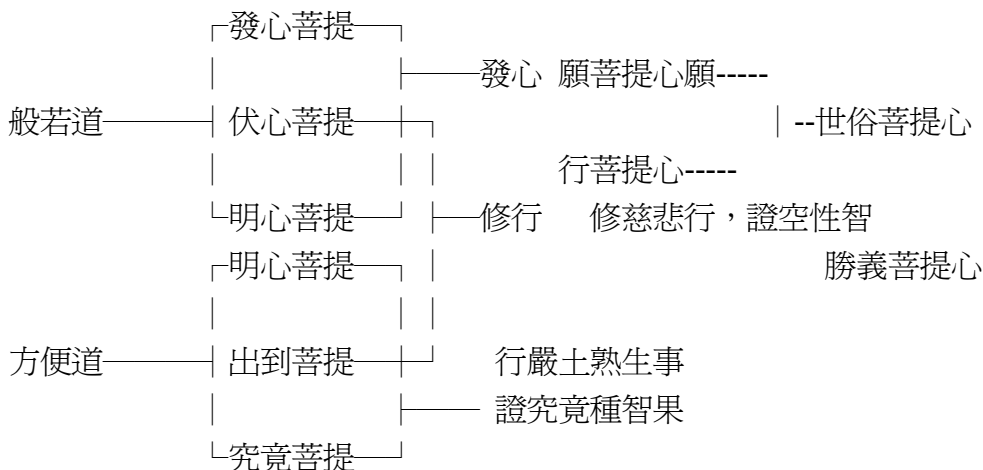 發心菩提
發心 願菩提心願-----
般若道 伏心菩提 --世俗菩提心
行菩提心-----
明心菩提 修行 修慈悲行，證空性智
明心菩提 勝義菩提心
方便道 出到菩提 行嚴土熟生事
證究竟種智果
究竟菩提